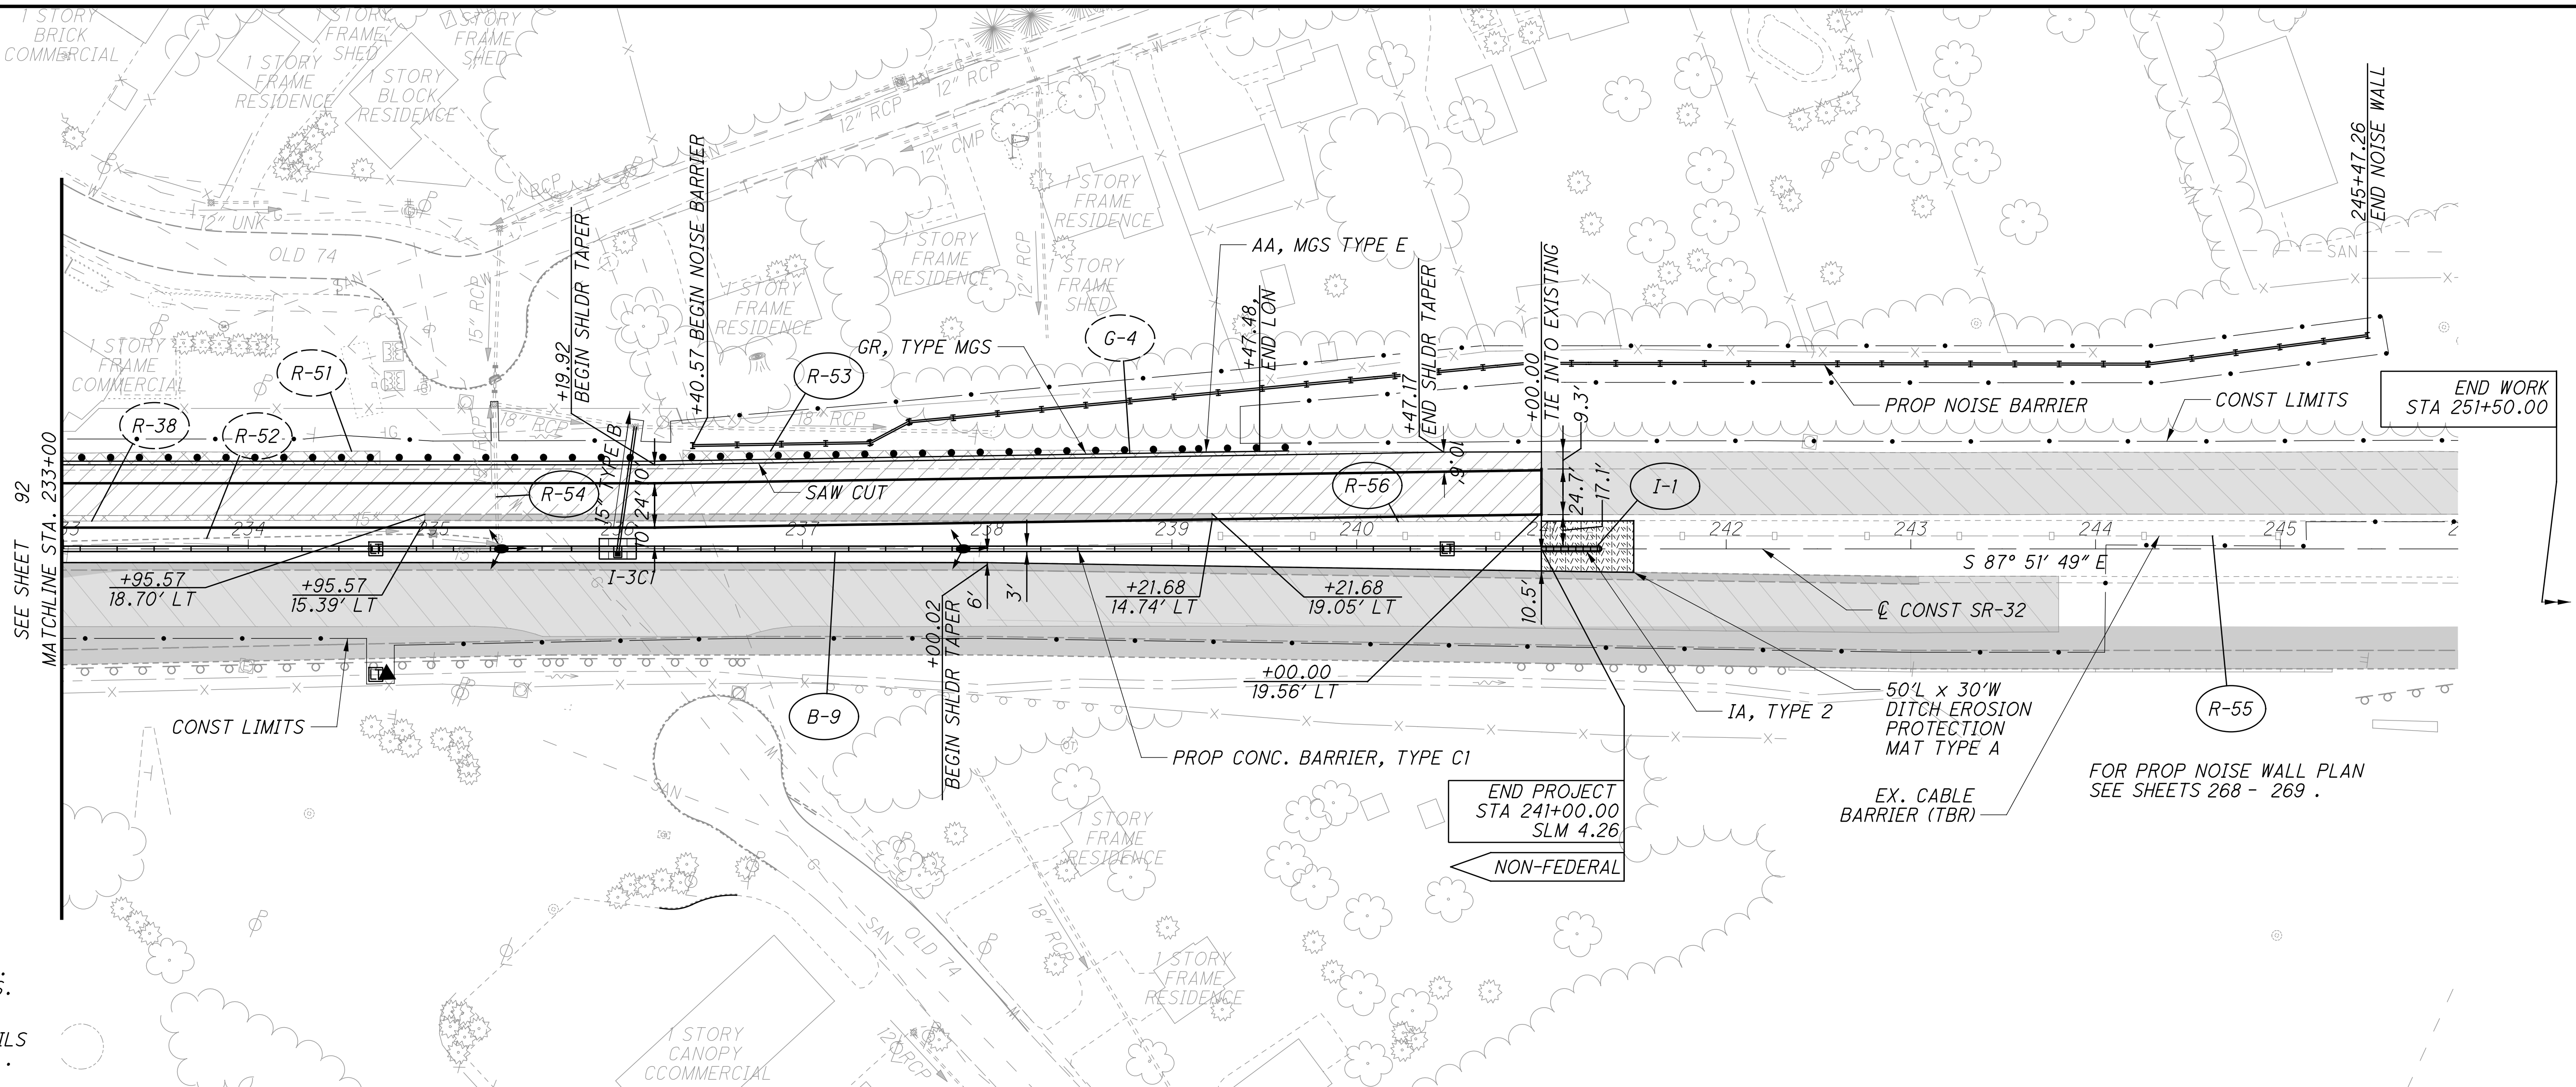 1 STORY
BRICK
COMMERCIAL
1 STORY
FRAME
SHED
STORY
FRAME
SHED
1 STORY
FRAME
RESIDENCE
1 STORY
BLOCK
RESIDENCE
12" RCP
12" RCP
12" CMP
12" RCP
12" UNK
OLD 74
15" RCP
12" RCP
1 STORY
FRAME
RESIDENCE
1 STORY
FRAME
RESIDENCE
1 STORY
FRAME
SHED
1 STORY
FRAME
RESIDENCE
1 STORY
FRAME
COMMERCIAL
SAN
+19.92
BEGIN SHLDR TAPER
+40.57 BEGIN NOISE BARRIER
AA, MGS TYPE E
GR, TYPE MGS
G-4
+47.48,
END LON
+47.17
END SHLDR TAPER
+00.00
TIE INTO EXISTING
9.3'
245+47.26
END NOISE WALL
END WORK
STA 251+50.00
PROP NOISE BARRIER
CONST LIMITS
R-51
R-38
R-52
R-53
R-54
18" RCP
18" RCP
15" TYPE B
10'
24'
10'
SAW CUT
R-56
9.01'
24.7'
17.1'
I-1
SEE SHEET 92
MATCHLINE STA. 233+00
234
235
237
238
239
240
242
243
244
245
S 87° 51' 49" E
+95.57
18.70' LT
+95.57
15.39' LT
I-3C1
+00.02
BEGIN SHLDR TAPER
6'
3'
+21.68
14.74' LT
+21.68
19.05' LT
10.5'
℄ CONST SR-32
+00.00
19.56' LT
CONST LIMITS
B-9
PROP CONC. BARRIER, TYPE C1
IA, TYPE 2
50'L x 30'W
DITCH EROSION
PROTECTION
MAT TYPE A
R-55
EX. CABLE
BARRIER (TBR)
FOR PROP NOISE WALL PLAN
SEE SHEETS 268 - 269 .
END PROJECT
STA 241+00.00
SLM 4.26
NON-FEDERAL
SAN
1 STORY
FRAME
RESIDENCE
SAN
OLD 74
18" RCP
1 STORY
FRAME
RESIDENCE
12" RCP
1 STORY
CANOPY
CCOMMERCIAL